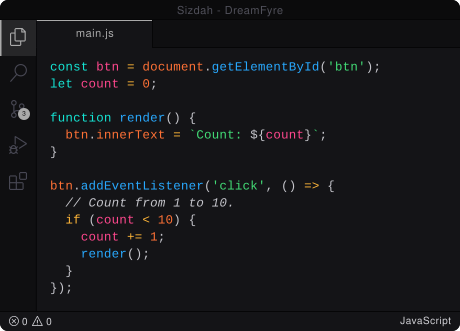 Sizdah - DreamFyre
main.js
const btn = document.getElementById('btn');
let count = 0;
function render() {
btn.innerText = `Count: ${count}`;
}
btn.addEventListener('click', () => {
// Count from 1 to 10.
if (count < 10) {
count += 1;
render();
}
});
3
0 0
JavaScript